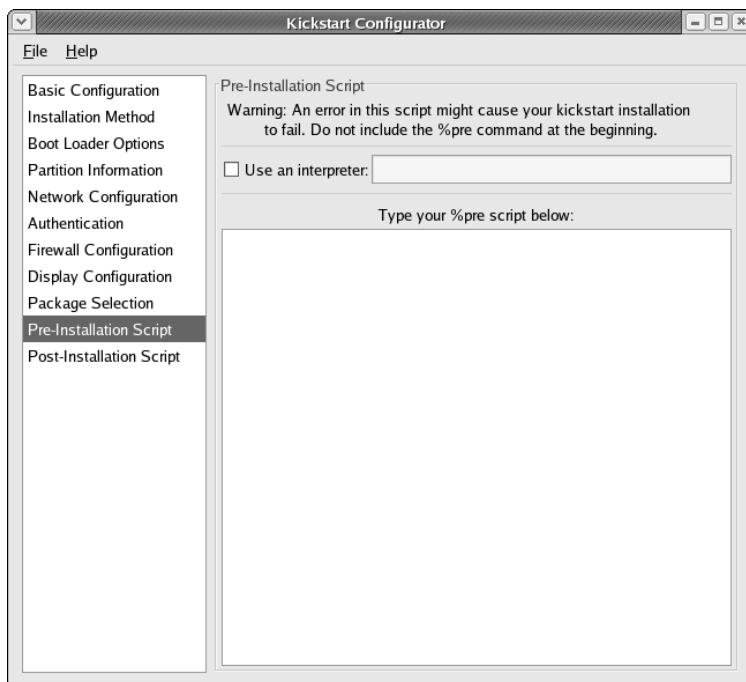 Kickstart Configurator
File Help
Basic Configuration
Installation Method
Boot Loader Options
Partition Information
Network Configuration
Authentication
Firewall Configuration
Display Configuration
Package Selection
Pre-Installation Script
Post-Installation Script
Pre-Installation Script
Warning: An error in this script might cause your kickstart installation
to fail. Do not include the %pre command at the beginning.
Use an interpreter:
Type your %pre script below: